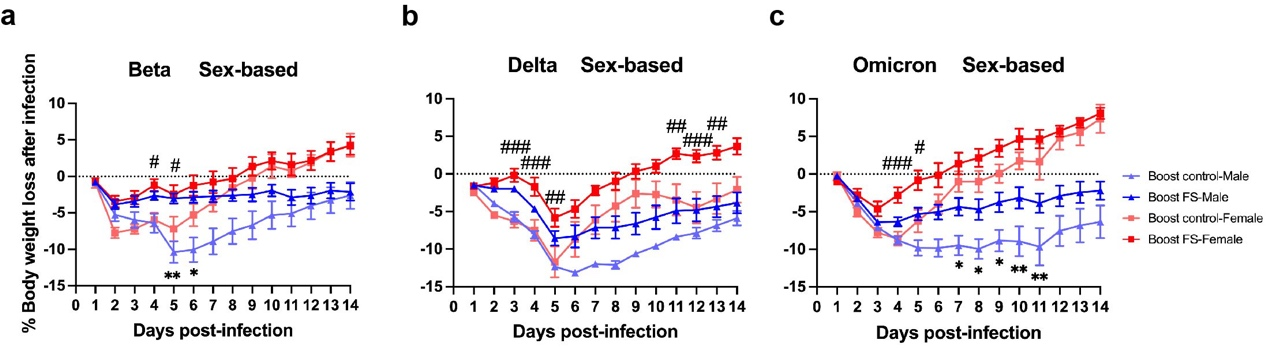 a
b
c
Beta Sex-based
Delta Sex-based
Omicron Sex-based
% Body weight loss after infection
10
5
0
-5
-10
-15
# #
** *
0 1 2 3 4 5 6 7 8 9 10 11 12 13 14
Days post-infection
10
5
0
-5
-10
-15
###
###
##
##
###
##
0 1 2 3 4 5 6 7 8 9 10 11 12 13 14
Days post-infection
10
5
0
-5
-10
-15
###
#
* * * ** **
0 1 2 3 4 5 6 7 8 9 10 11 12 13 14
Days post-infection
Boost control-Male
Boost FS-Male
Boost control-Female
Boost FS-Female